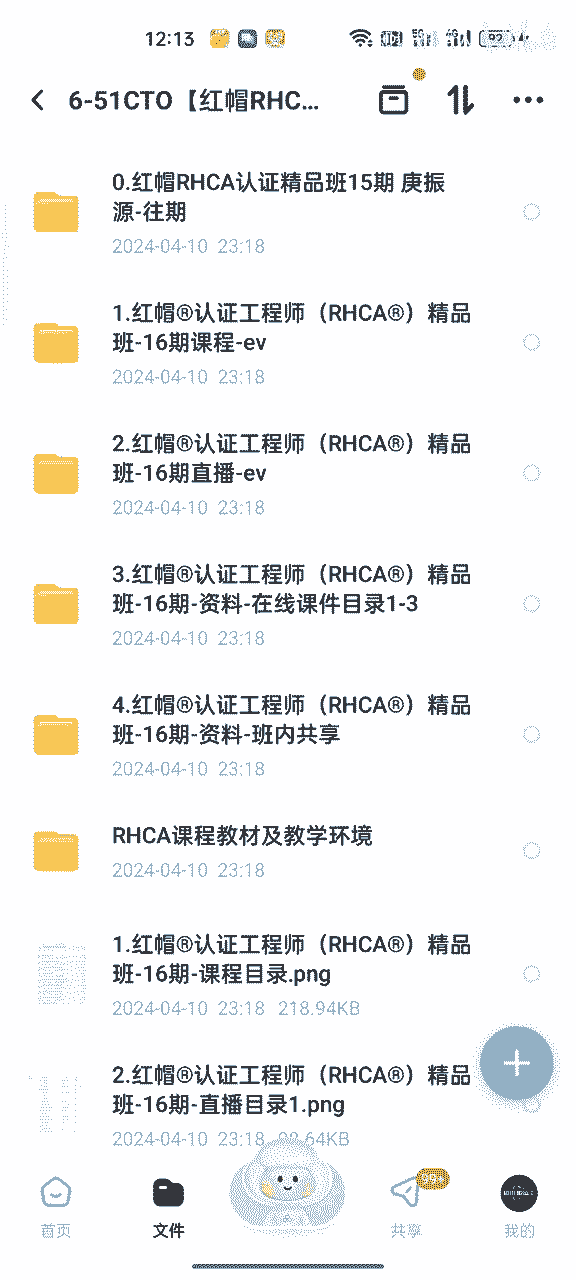 12:13
6-51CTO【红帽RHC...
0.红帽RHCA认证精品班15期 庚振
源-往期
2024-04-10 23:18
1.红帽®认证工程师（RHCA®）精品
班-16期课程-ev
2024-04-10 23:18
2.红帽®认证工程师（RHCA®）精品
班-16期直播-ev
2024-04-10 23:18
3.红帽®认证工程师（RHCA®）精品
班-16期-资料-在线课件目录1-3
2024-04-10 23:18
4.红帽®认证工程师（RHCA®）精品
班-16期-资料-班内共享
2024-04-10 23:18
RHCA课程教材及教学环境
2024-04-10 23:18
1.红帽®认证工程师（RHCA®）精品
班-16期-课程目录.png
2024-04-10 23:18 218.94KB
2.红帽®认证工程师（RHCA®）精品
班-16期-直播目录1.png
2024-04-10 23:18
首页
文件
共享
我的